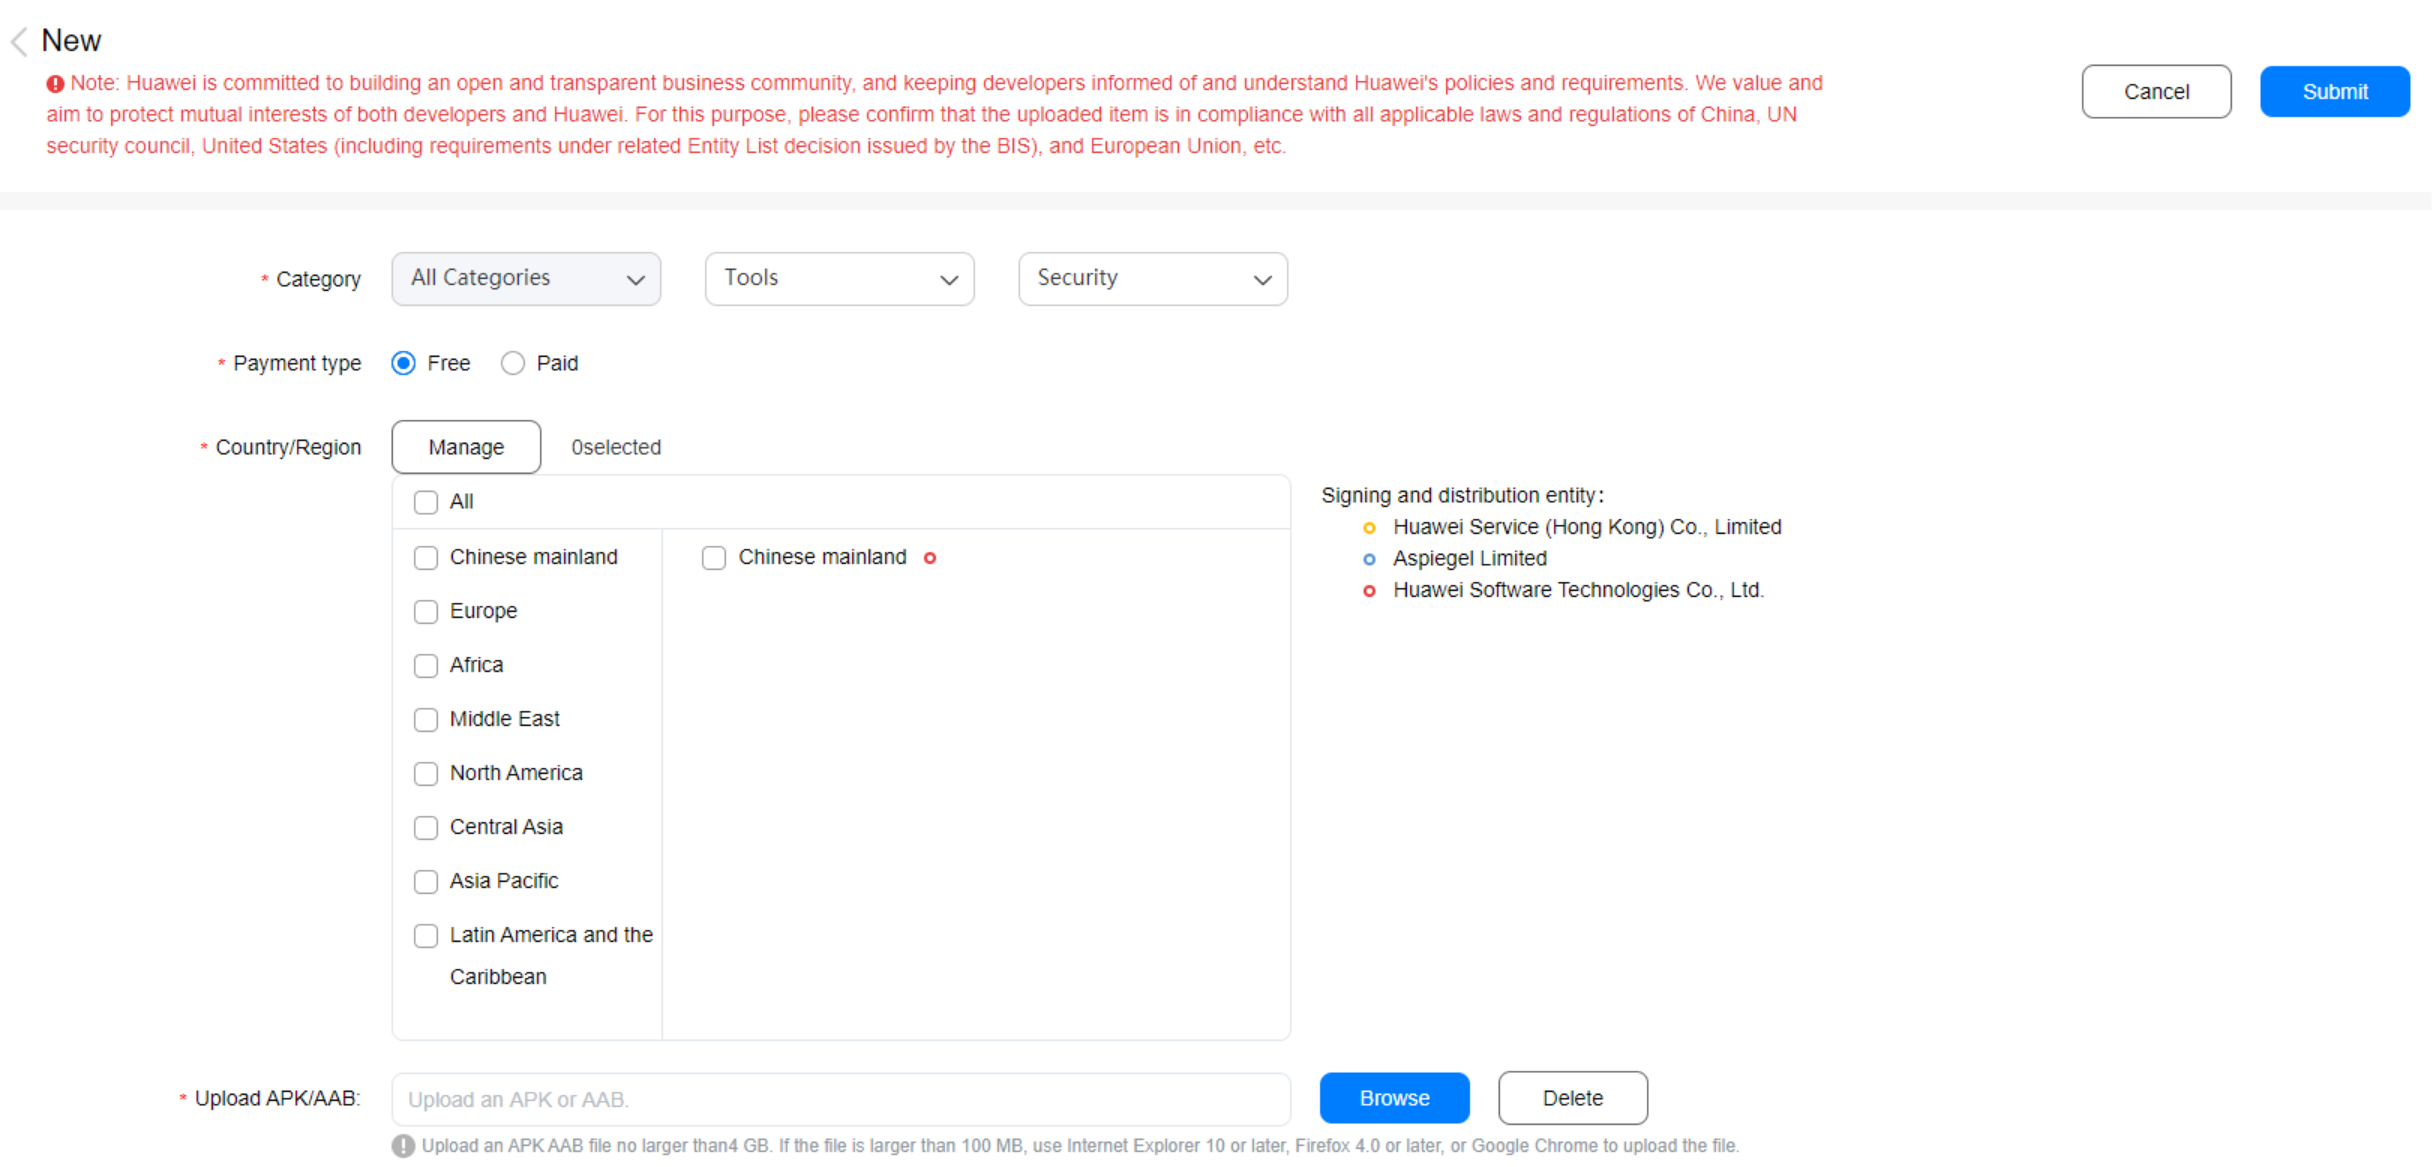 New
Note: Huawei is committed to building an open and transparent business community, and keeping developers informed of and understand Huawei's policies and requirements. We value and
aim to protect mutual interests of both developers and Huawei. For this purpose, please confirm that the uploaded item is in compliance with all applicable laws and regulations of China, UN
security council, United States (including requirements under related Entity List decision issued by the BIS), and European Union, etc.
Cancel
Submit
* Category
All Categories
Tools
Security
* Payment type
Free
Paid
* Country/Region
Manage
0selected
All
Chinese mainland
Europe
Africa
Middle East
North America
Central Asia
Asia Pacific
Latin America and the
Caribbean
Chinese mainland
Signing and distribution entity:
Huawei Service (Hong Kong) Co., Limited
Aspiegel Limited
Huawei Software Technologies Co., Ltd.
* Upload APK/AAB:
Upload an APK or AAB.
Browse
Delete
Upload an APK AAB file no larger than4 GB. If the file is larger than 100 MB, use Internet Explorer 10 or later, Firefox 4.0 or later, or Google Chrome to upload the file.